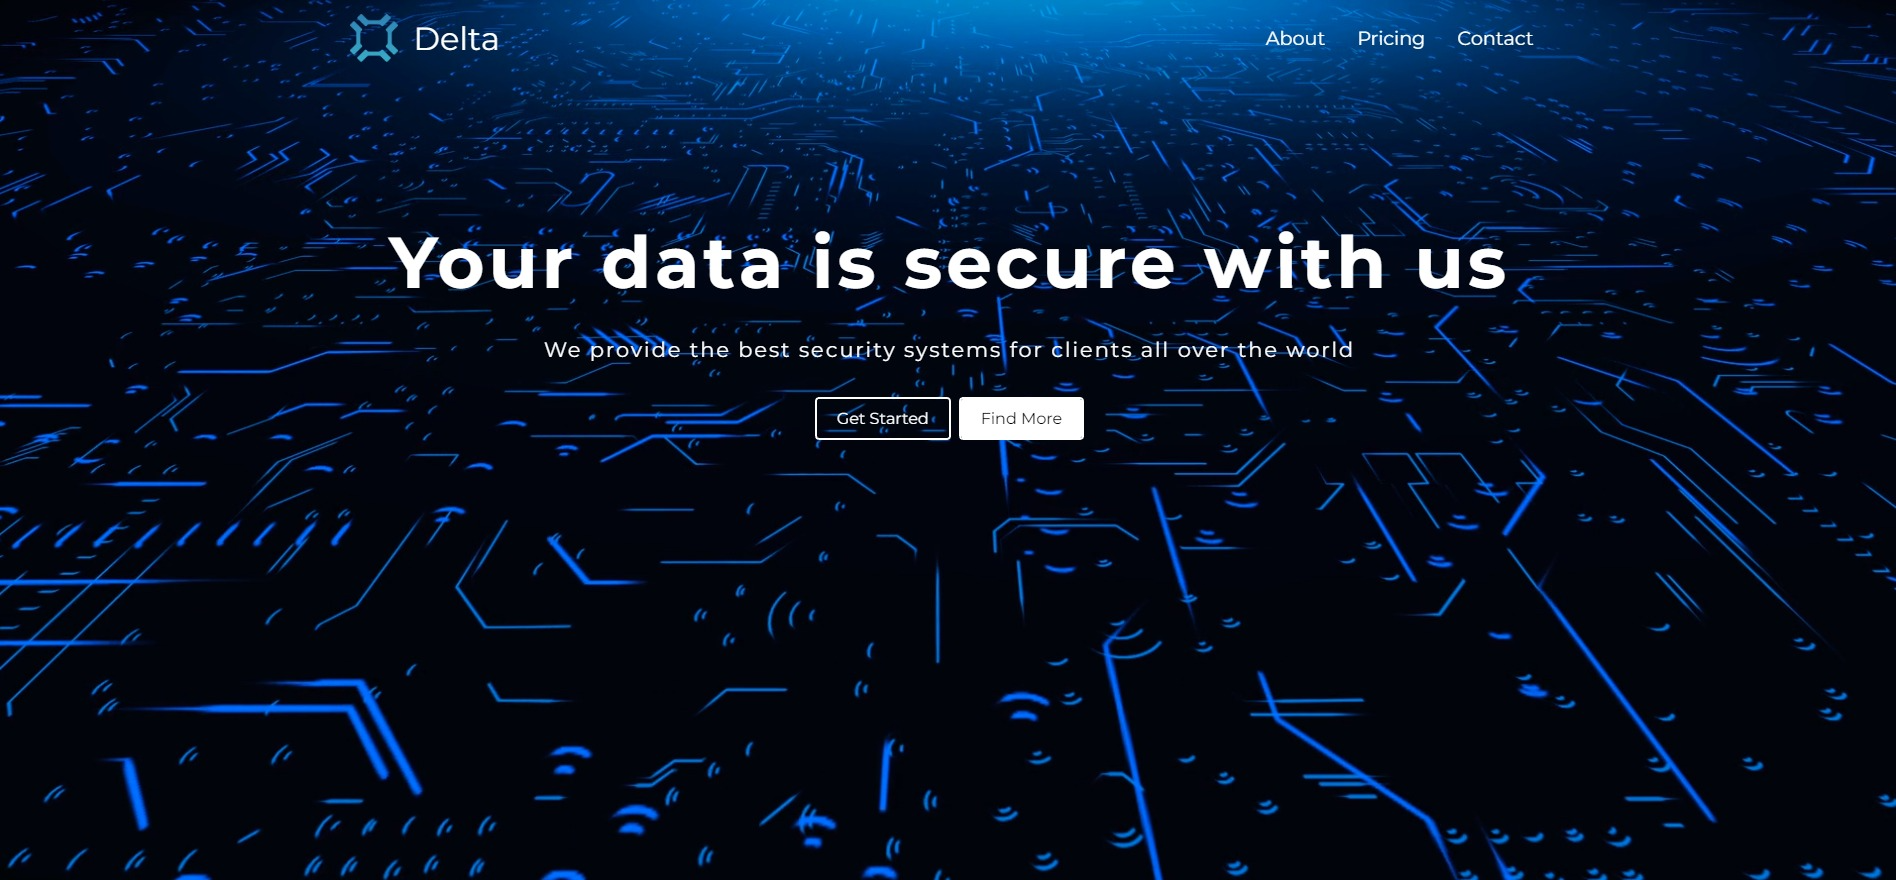 Delta
About Pricing Contact
Your data is secure with us
We provide the best security systems for clients all over the world
Get Started Find More